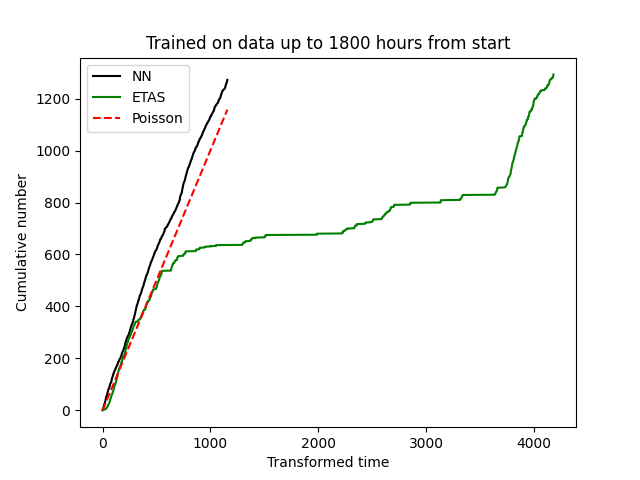 Trained on data up to 1800 hours from start
NN
ETAS
Poisson
Cumulative number
1200
1000
800
600
400
200
0
0 1000 2000 3000 4000
Transformed time